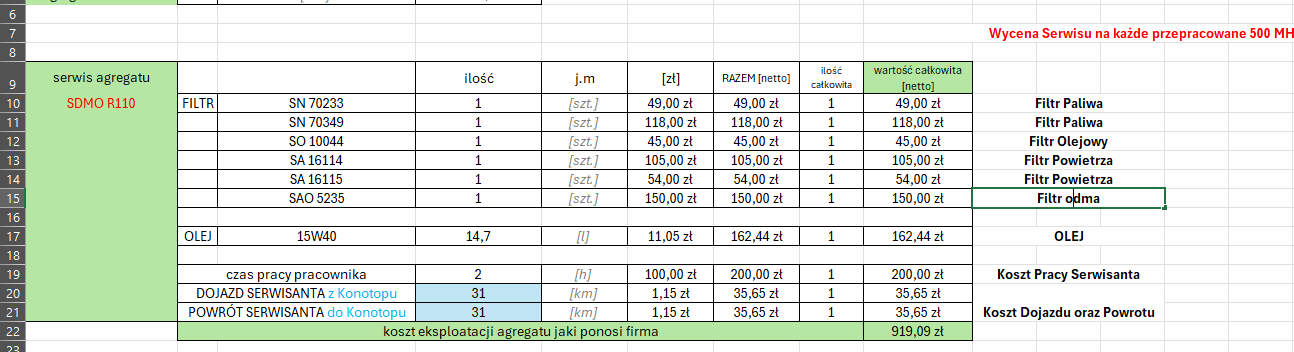 6
7 Wycena Serwisu na każde przepracowane 500 MH
8
9 serwis agregatu ilość j.m [zł] RAZEM [netto] ilość całkowita wartość całkowita [netto]
10 SDMO R110 FILTR SN 70233 1 [szt.] 49,00 zł 49,00 zł 1 49,00 zł Filtr Paliwa
11 SN 70349 1 [szt.] 118,00 zł 118,00 zł 1 118,00 zł Filtr Paliwa
12 SO 10044 1 [szt.] 45,00 zł 45,00 zł 1 45,00 zł Filtr Olejowy
13 SA 16114 1 [szt.] 105,00 zł 105,00 zł 1 105,00 zł Filtr Powietrza
14 SA 16115 1 [szt.] 54,00 zł 54,00 zł 1 54,00 zł Filtr Powietrza
15 SAO 5235 1 [szt.] 150,00 zł 150,00 zł 1 150,00 zł Filtr odma
16
17 OLEJ 15W40 14,7 [l] 11,05 zł 162,44 zł 1 162,44 zł OLEJ
18
19 czas pracy pracownika 2 [h] 100,00 zł 200,00 zł 1 200,00 zł Koszt Pracy Serwisanta
20 DOJAZD SERWISANTA z Konotopu 31 [km] 1,15 zł 35,65 zł 1 35,65 zł
21 POWRÓT SERWISANTA do Konotopu 31 [km] 1,15 zł 35,65 zł 1 35,65 zł Koszt Dojazdu oraz Powrotu
22 koszt eksploatacji agregatu jaki ponosi firma 919,09 zł